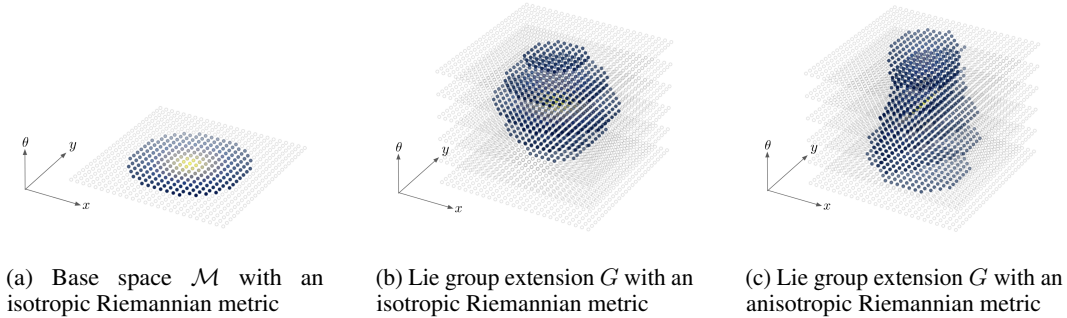 θ
y
x
θ
y
x
θ
y
x
(a) Base space M with an
isotropic Riemannian metric
(b) Lie group extension G with an
isotropic Riemannian metric
(c) Lie group extension G with an
anisotropic Riemannian metric